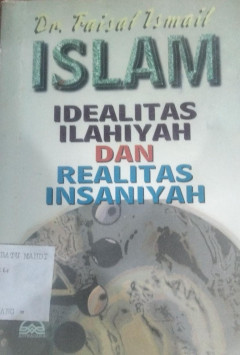 Dr. Faisal Ismail
ISLAM
IDEALITAS
ILAHIYAH
DAN
REALITAS
INSANIYAH